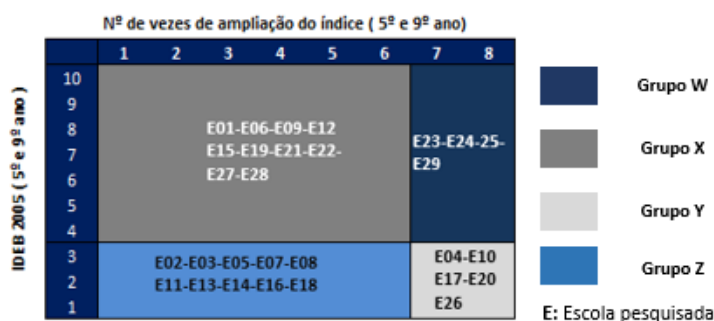 Nº de vezes de ampliação do índice ( 5º e 9º ano)
1 2 3 4 5 6 7 8
IDEB 2005 ( 5º e 9º ano )
10
9
8
7
6
5
4
3
2
1
E01-E06-E09-E12
E15-E19-E21-E22-
E27-E28
E23-E24-25-
E29
E02-E03-E05-E07-E08
E11-E13-E14-E16-E18
E04-E10
E17-E20
E26
Grupo W
Grupo X
Grupo Y
Grupo Z
E: Escola pesquisada